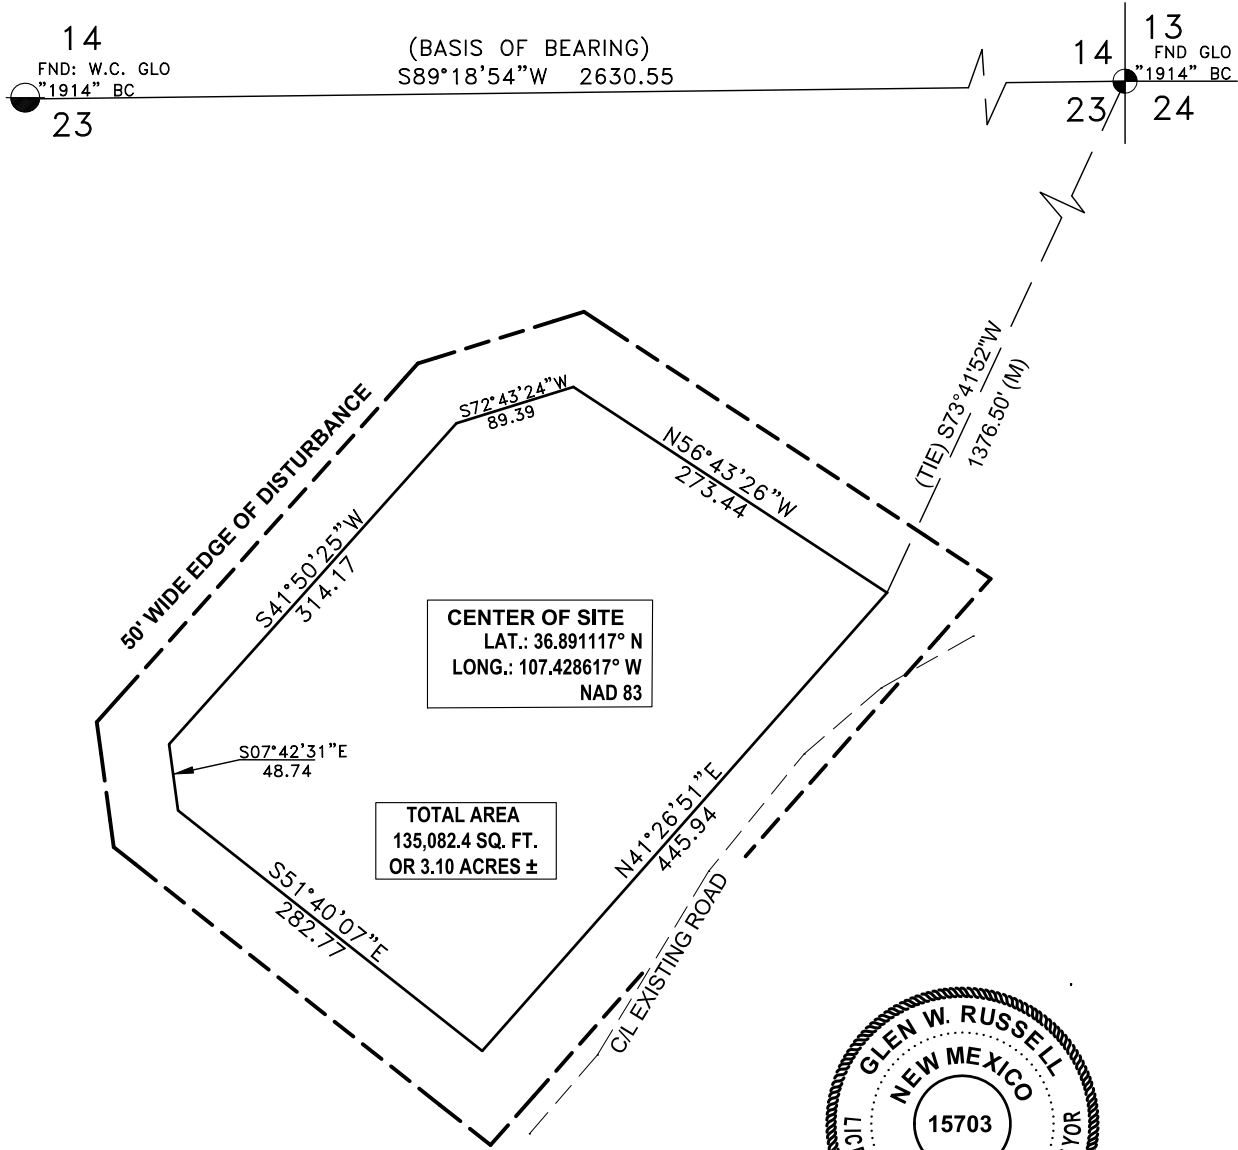 14
FND: W.C. GLO
"1914" BC
23
(BASIS OF BEARING)
S89°18'54"W 2630.55
13
14
FND GLO
"1914" BC
23
24
(TIE) S73°41'52"W
1376.50' (M)
50' WIDE EDGE OF DISTURBANCE
S72°43'24"W
89.39
N56°43'26"W
273.44
S41°50'25"W
314.17
CENTER OF SITE
LAT.: 36.891117° N
LONG.: 107.428617° W
NAD 83
S07°42'31"E
48.74
TOTAL AREA
135,082.4 SQ. FT.
OR 3.10 ACRES ±
N41°26'51"E
445.94
S51°40'07"E
282.77
C/L EXISTING ROAD
GLEN W. RUSSELL
NEW MEXICO
15703
YOR